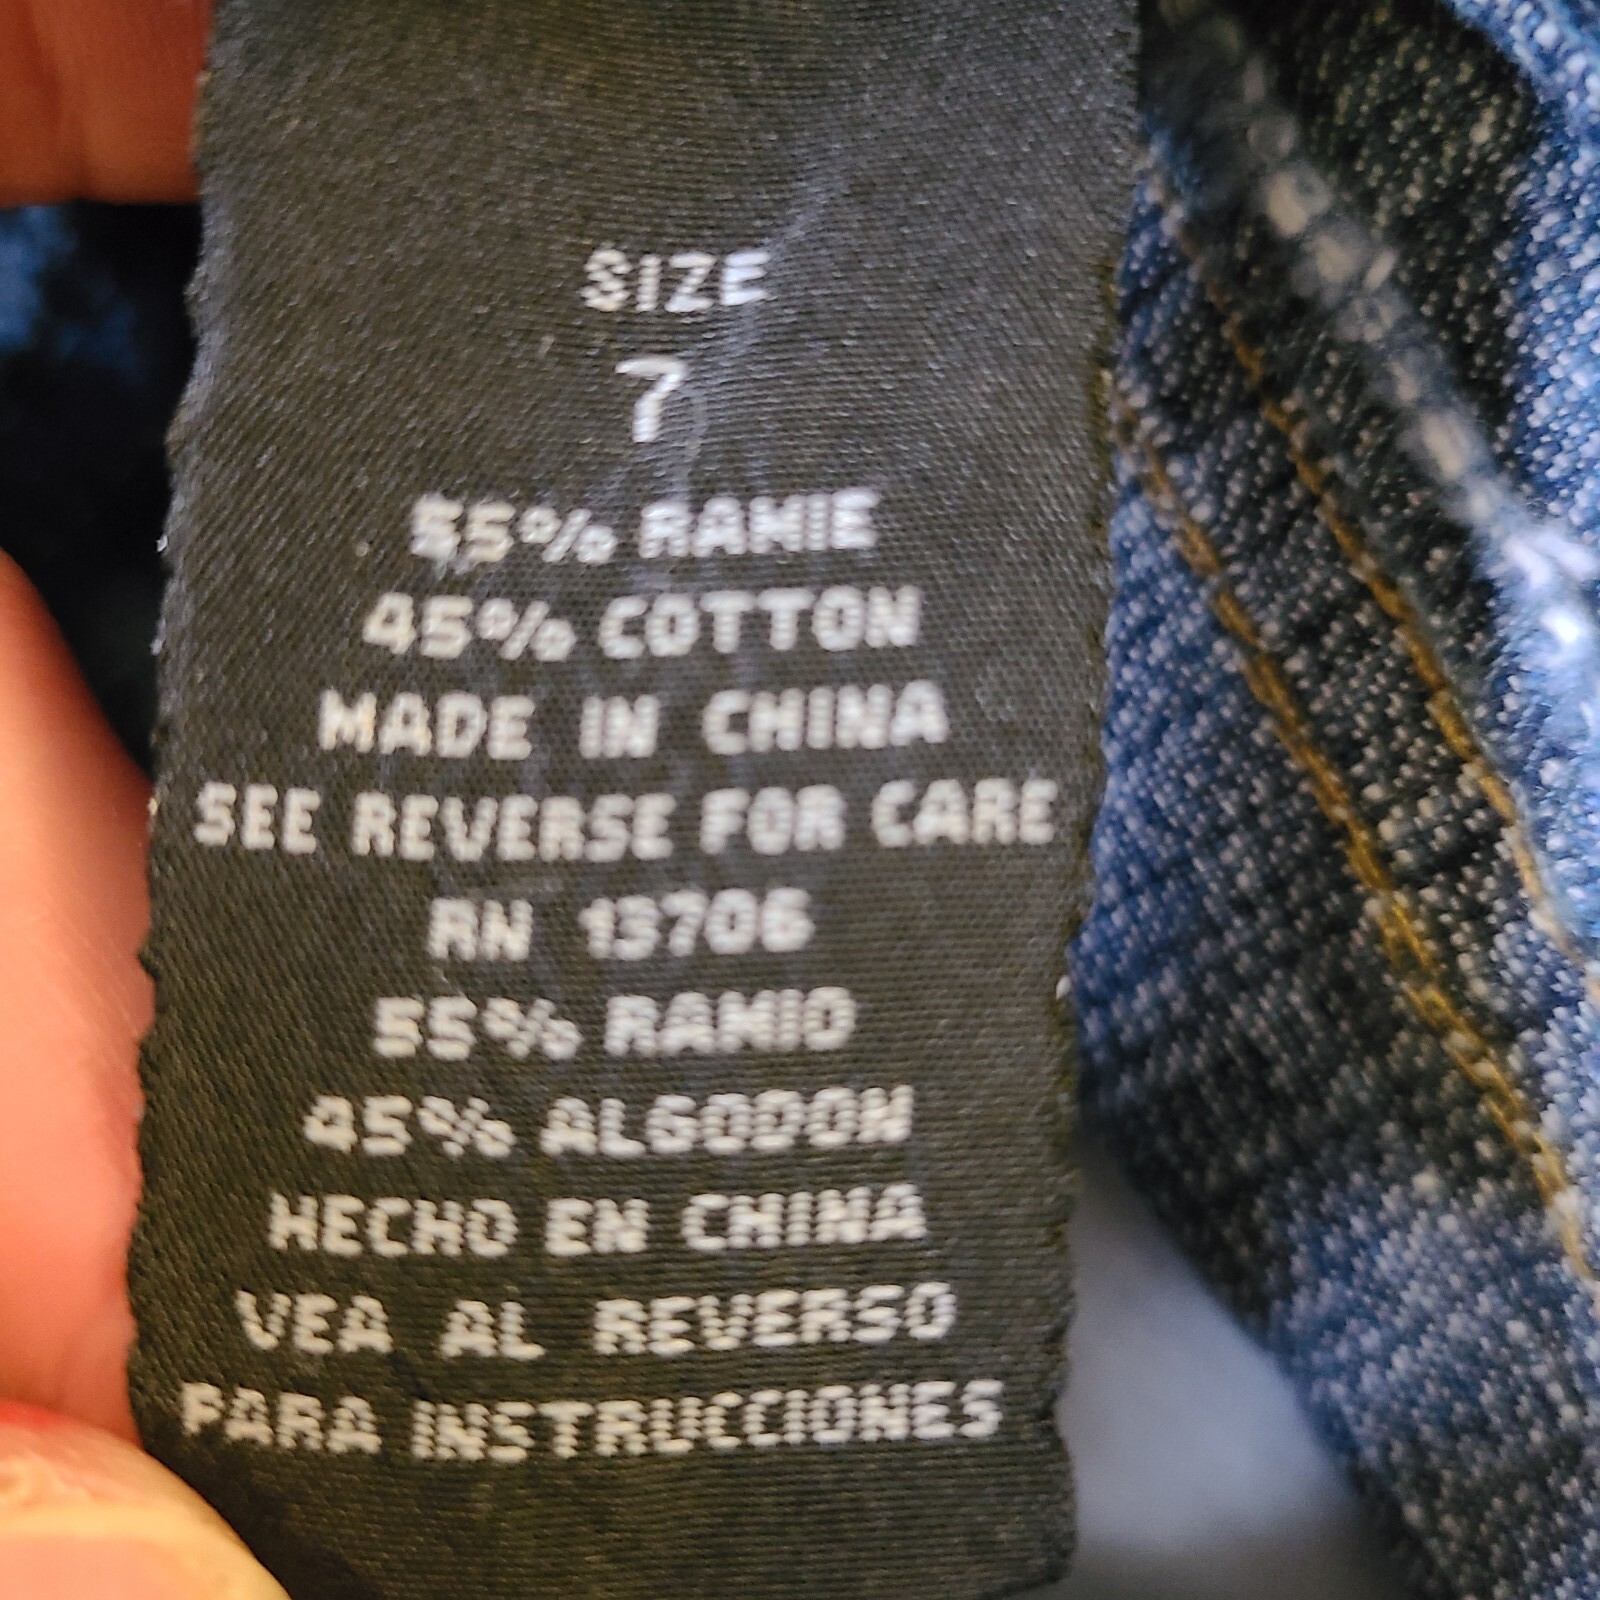 SIZE
7
55% RAMIE
45% COTTON
MADE IN CHINA
SEE REVERSE FOR CARE
RN 13706
55% RAMIO
45% ALGODON
HECHO EN CHINA
VEA AL REVERSO
PARA INSTRUCCIONES